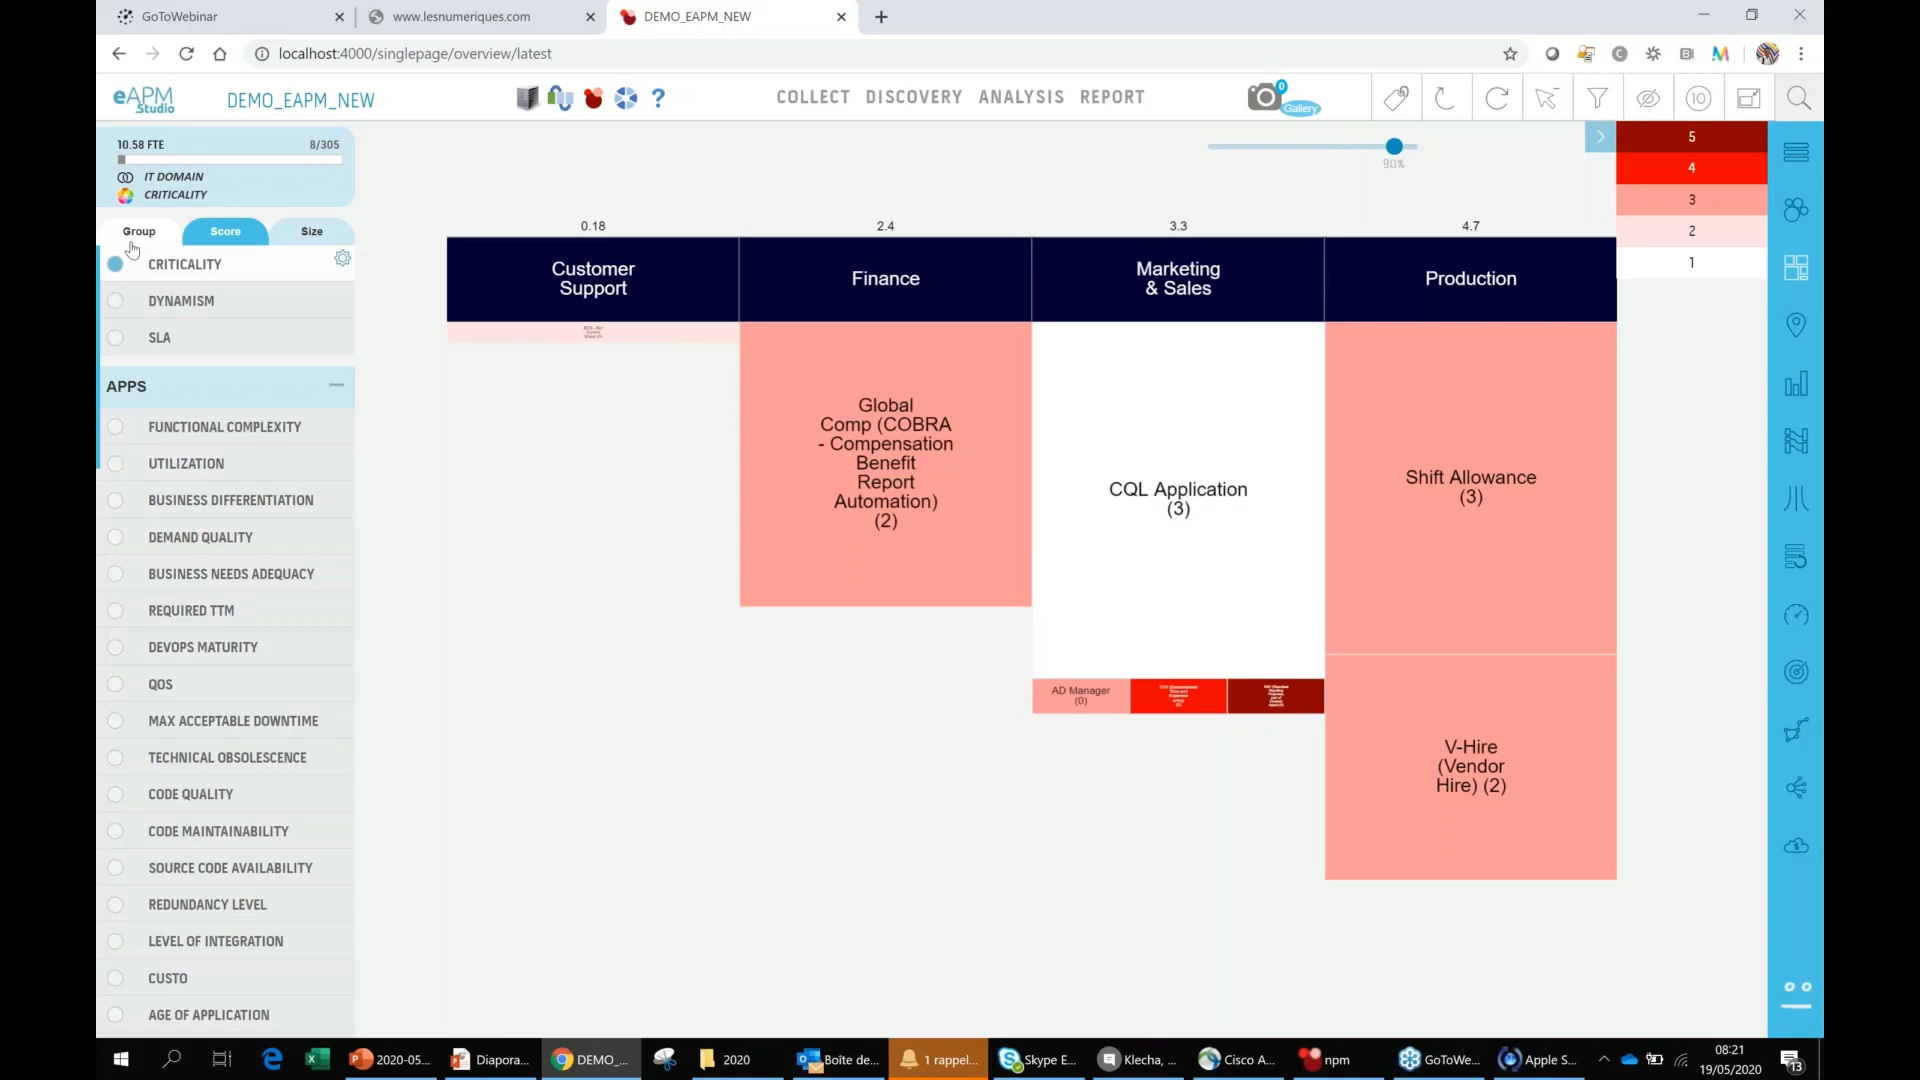 GoToWebinar
www.lesnumeriques.com
DEMO_EAPM_NEW
localhost:4000/singlepage/overview/latest
eAPM
Studio
DEMO_EAPM_NEW
?
COLLECT DISCOVERY ANALYSIS REPORT
0
Gallery
10
10.58 FTE
8/305
IT DOMAIN
CRITICALITY
Group
Score
Size
CRITICALITY
DYNAMISM
SLA
APPS
FUNCTIONAL COMPLEXITY
UTILIZATION
BUSINESS DIFFERENTIATION
DEMAND QUALITY
BUSINESS NEEDS ADEQUACY
REQUIRED TTM
DEVOPS MATURITY
QOS
MAX ACCEPTABLE DOWNTIME
TECHNICAL OBSOLESCENCE
CODE QUALITY
CODE MAINTAINABILITY
SOURCE CODE AVAILABILITY
REDUNDANCY LEVEL
LEVEL OF INTEGRATION
CUSTO
AGE OF APPLICATION
90%
5
4
3
2
1
0.18
2.4
3.3
4.7
Customer
Support
Finance
Marketing
& Sales
Production
Global
Comp (COBRA
- Compensation
Benefit
Report
Automation)
(2)
CQL Application
(3)
Shift Allowance
(3)
AD Manager
(0)
V-Hire
(Vendor
Hire) (2)
2020-05...
Diapora...
DEMO_...
2020
Boîte de...
1 rappel...
Skype E...
Klecha, ...
Cisco A...
npm
GoToWe...
Apple S...
08:21
19/05/2020
13